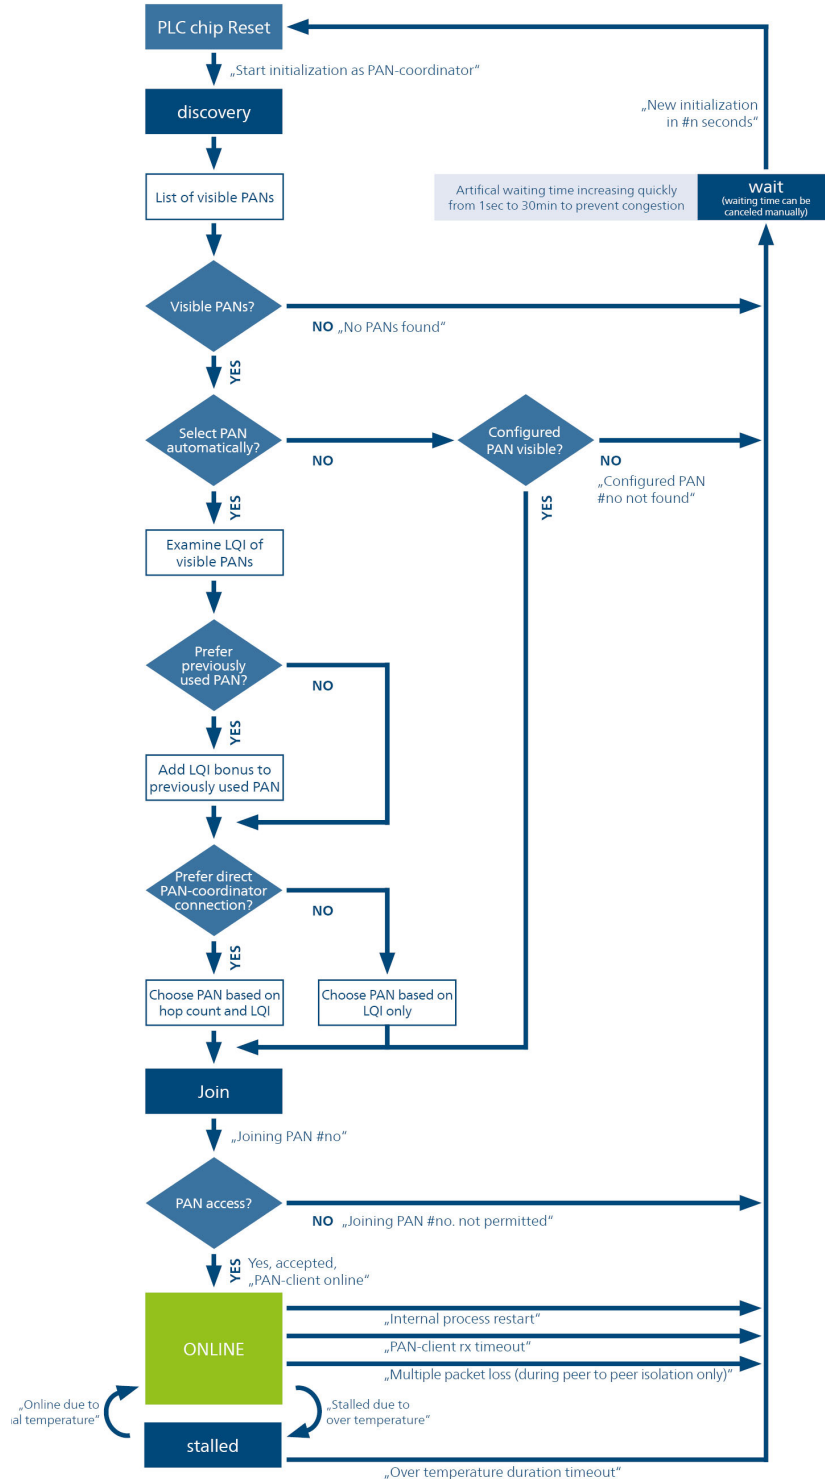 PLC chip Reset
„Start initialization as PAN-coordinator“
discovery
„New initialization
in #n seconds“
List of visible PANs
Artifical waiting time increasing quickly
from 1sec to 30min to prevent congestion
wait
(waiting time can be
canceled manually)
Visible PANs?
NO „No PANs found“
YES
Select PAN
automatically?
NO
Configured
PAN visible?
NO
„Configured PAN
#no not found“
YES
YES
Examine LQI of
visible PANs
Prefer
previously
used PAN?
NO
YES
Add LQI bonus to
previously used PAN
Prefer direct
PAN-coordinator
connection?
NO
YES
Choose PAN based on
hop count and LQI
Choose PAN based on
LQI only
Join
„Joining PAN #no“
PAN access?
NO „Joining PAN #no. not permitted“
YES
Yes, accepted,
„PAN-client online“
ONLINE
„Internal process restart“
„PAN-client rx timeout“
„Multiple packet loss (during peer to peer isolation only)“
„Online due to
temperature“
„Stalled due to
over temperature“
stalled
„Over temperature duration timeout“